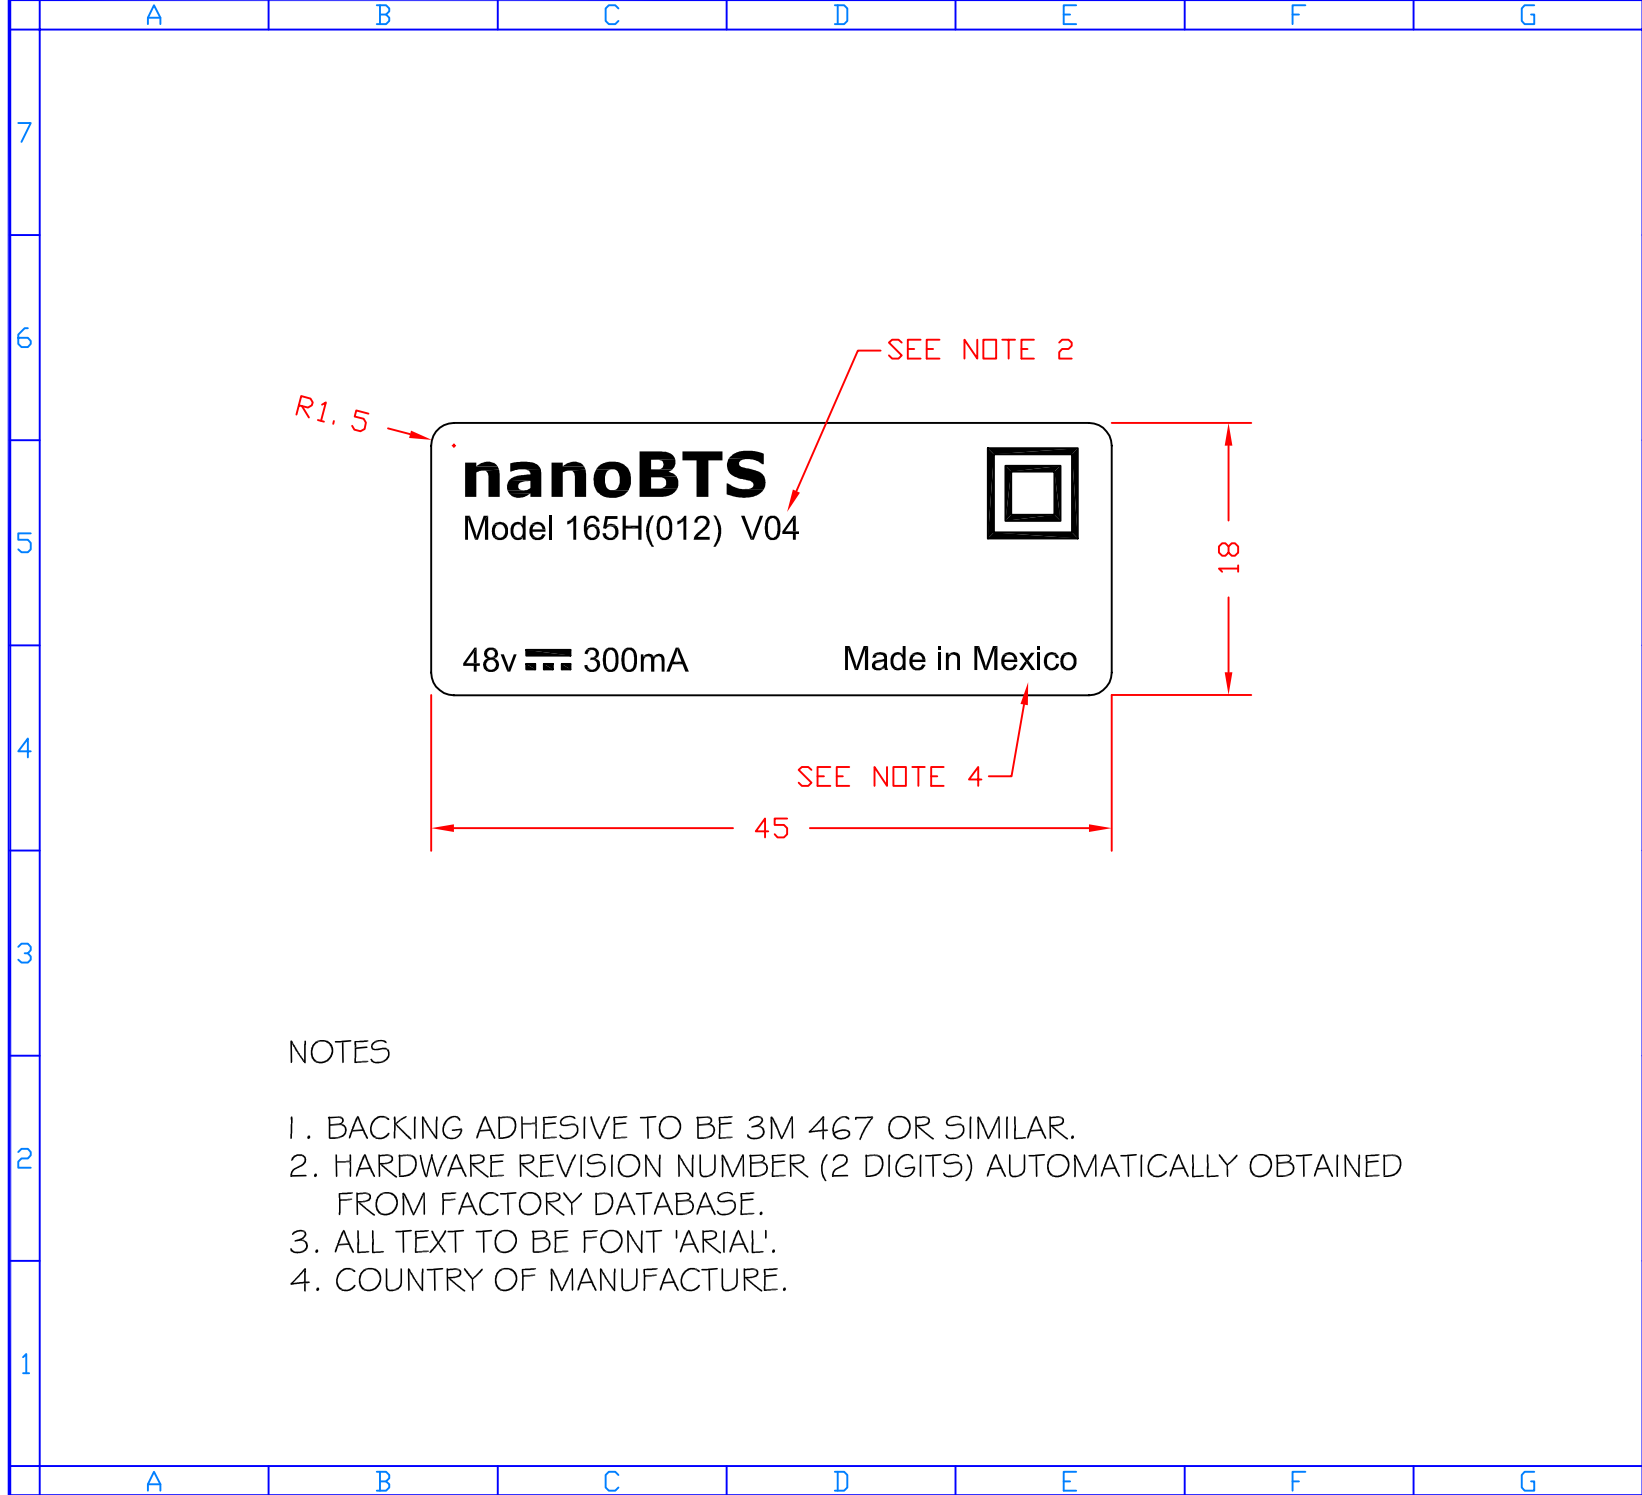 A B C D E F G
7
6
SEE NOTE 2
R1.5
nanoBTS
5
Model 165H(012) V04
18
48v 300mA
Made in Mexico
4
SEE NOTE 4
45
3
NOTES
1. BACKING ADHESIVE TO BE 3M 467 OR SIMILAR.
2
2. HARDWARE REVISION NUMBER (2 DIGITS) AUTOMATICALLY OBTAINED
FROM FACTORY DATABASE.
3. ALL TEXT TO BE FONT 'ARIAL'.
4. COUNTRY OF MANUFACTURE.
1
A B C D E F G